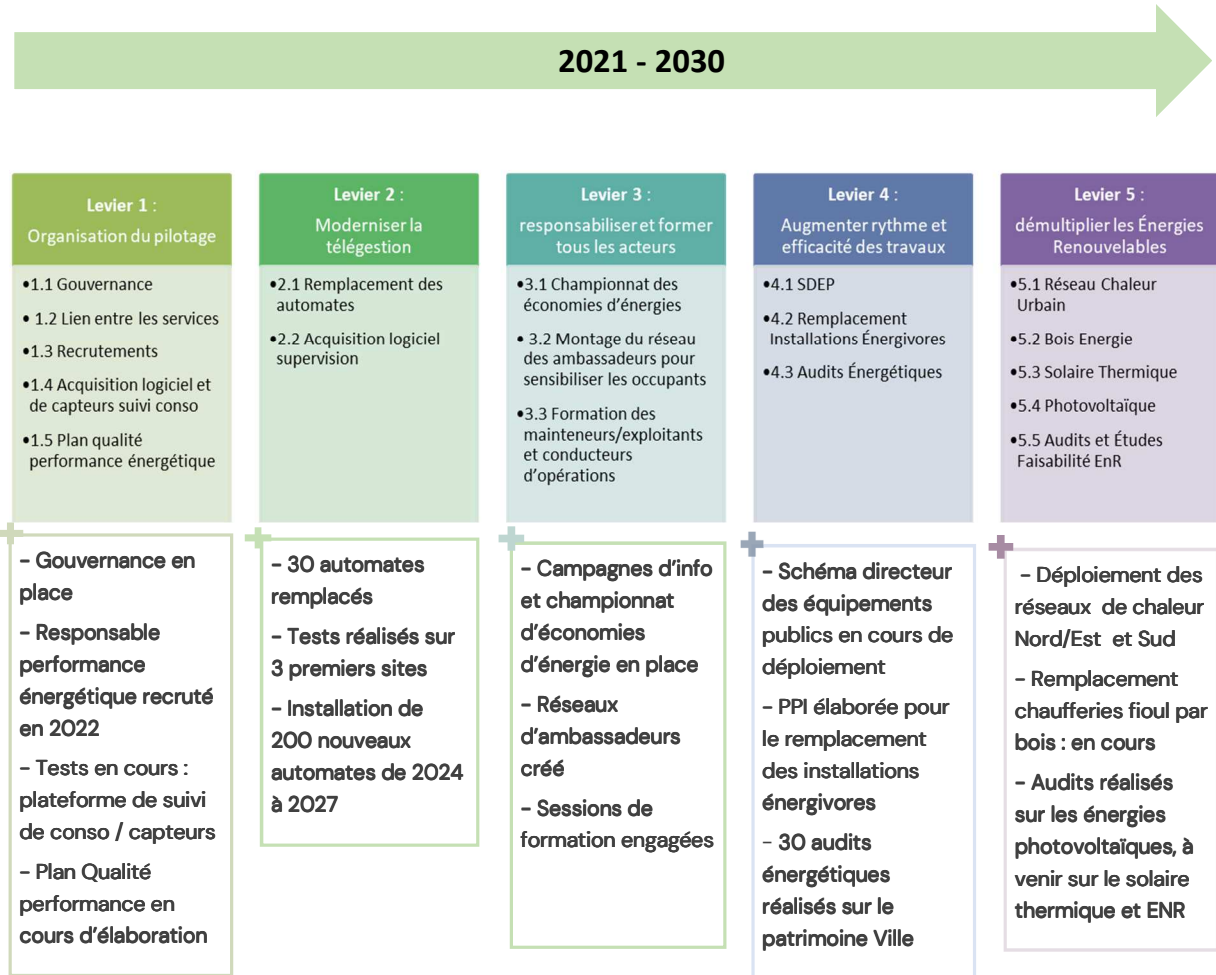 2021 - 2030
Levier 1 :
Organisation du pilotage
•1.1 Gouvernance
• 1.2 Lien entre les services
•1.3 Recrutements
•1.4 Acquisition logiciel et
de capteurs suivi conso
•1.5 Plan qualité
performance énergétique
– Gouvernance en
place
– Responsable
performance
énergétique recruté
en 2022
– Tests en cours :
plateforme de suivi
de conso / capteurs
– Plan Qualité
performance en
cours d'élaboration
Levier 2 :
Moderniser la
télégestion
•2.1 Remplacement des
automates
•2.2 Acquisition logiciel
supervision
– 30 automates
remplacés
– Tests réalisés sur
3 premiers sites
– Installation de
200 nouveaux
automates de 2024
à 2027
Levier 3 :
responsabiliser et former
tous les acteurs
•3.1 Championnat des
économies d'énergies
• 3.2 Montage du réseau
des ambassadeurs pour
sensibiliser les occupants
•3.3 Formation des
mainteneurs/exploitants
et conducteurs
d'opérations
– Campagnes d'info
et championnat
d'économies
d'énergie en place
– Réseaux
d'ambassadeurs
créé
– Sessions de
formation engagées
Levier 4 :
Augmenter rythme et
efficacité des travaux
•4.1 SDEP
•4.2 Remplacement
Installations Énergivores
•4.3 Audits Énergétiques
– Schéma directeur
des équipements
publics en cours de
déploiement
– PPI élaborée pour
le remplacement
des installations
énergivores
– 30 audits
énergétiques
réalisés sur le
patrimoine Ville
Levier 5 :
démultiplier les Énergies
Renouvelables
•5.1 Réseau Chaleur
Urbain
•5.2 Bois Energie
•5.3 Solaire Thermique
•5.4 Photovoltaïque
•5.5 Audits et Études
Faisabilité EnR
– Déploiement des
réseaux de chaleur
Nord/Est et Sud
– Remplacement
chaufferies fioul par
bois : en cours
– Audits réalisés
sur les énergies
photovoltaïques, à
venir sur le solaire
thermique et ENR